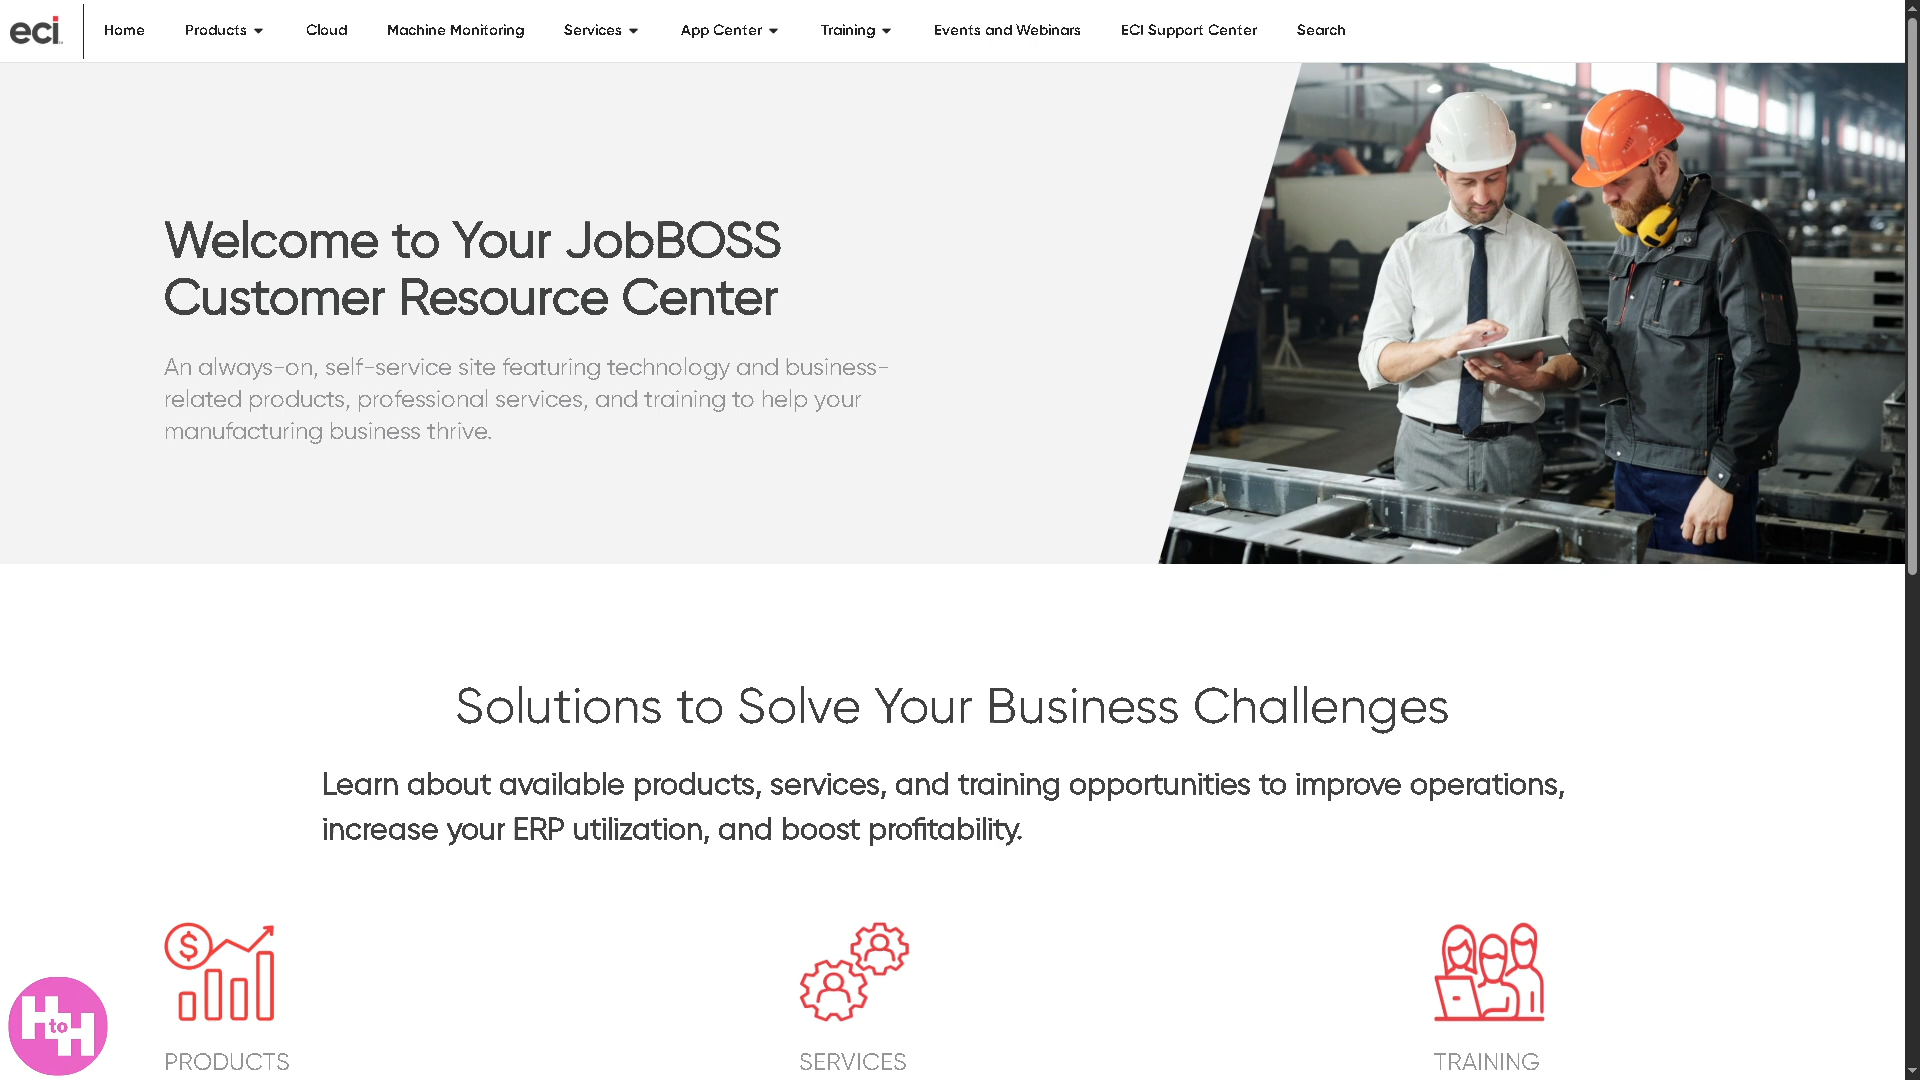 eci
Home Products Cloud Machine Monitoring Services App Center Training Events and Webinars ECI Support Center Search
Welcome to Your JobBOSS
Customer Resource Center
An always-on, self-service site featuring technology and business-
related products, professional services, and training to help your
manufacturing business thrive.
Solutions to Solve Your Business Challenges
Learn about available products, services, and training opportunities to improve operations,
increase your ERP utilization, and boost profitability.
$
H to H
PRODUCTS SERVICES TRAINING